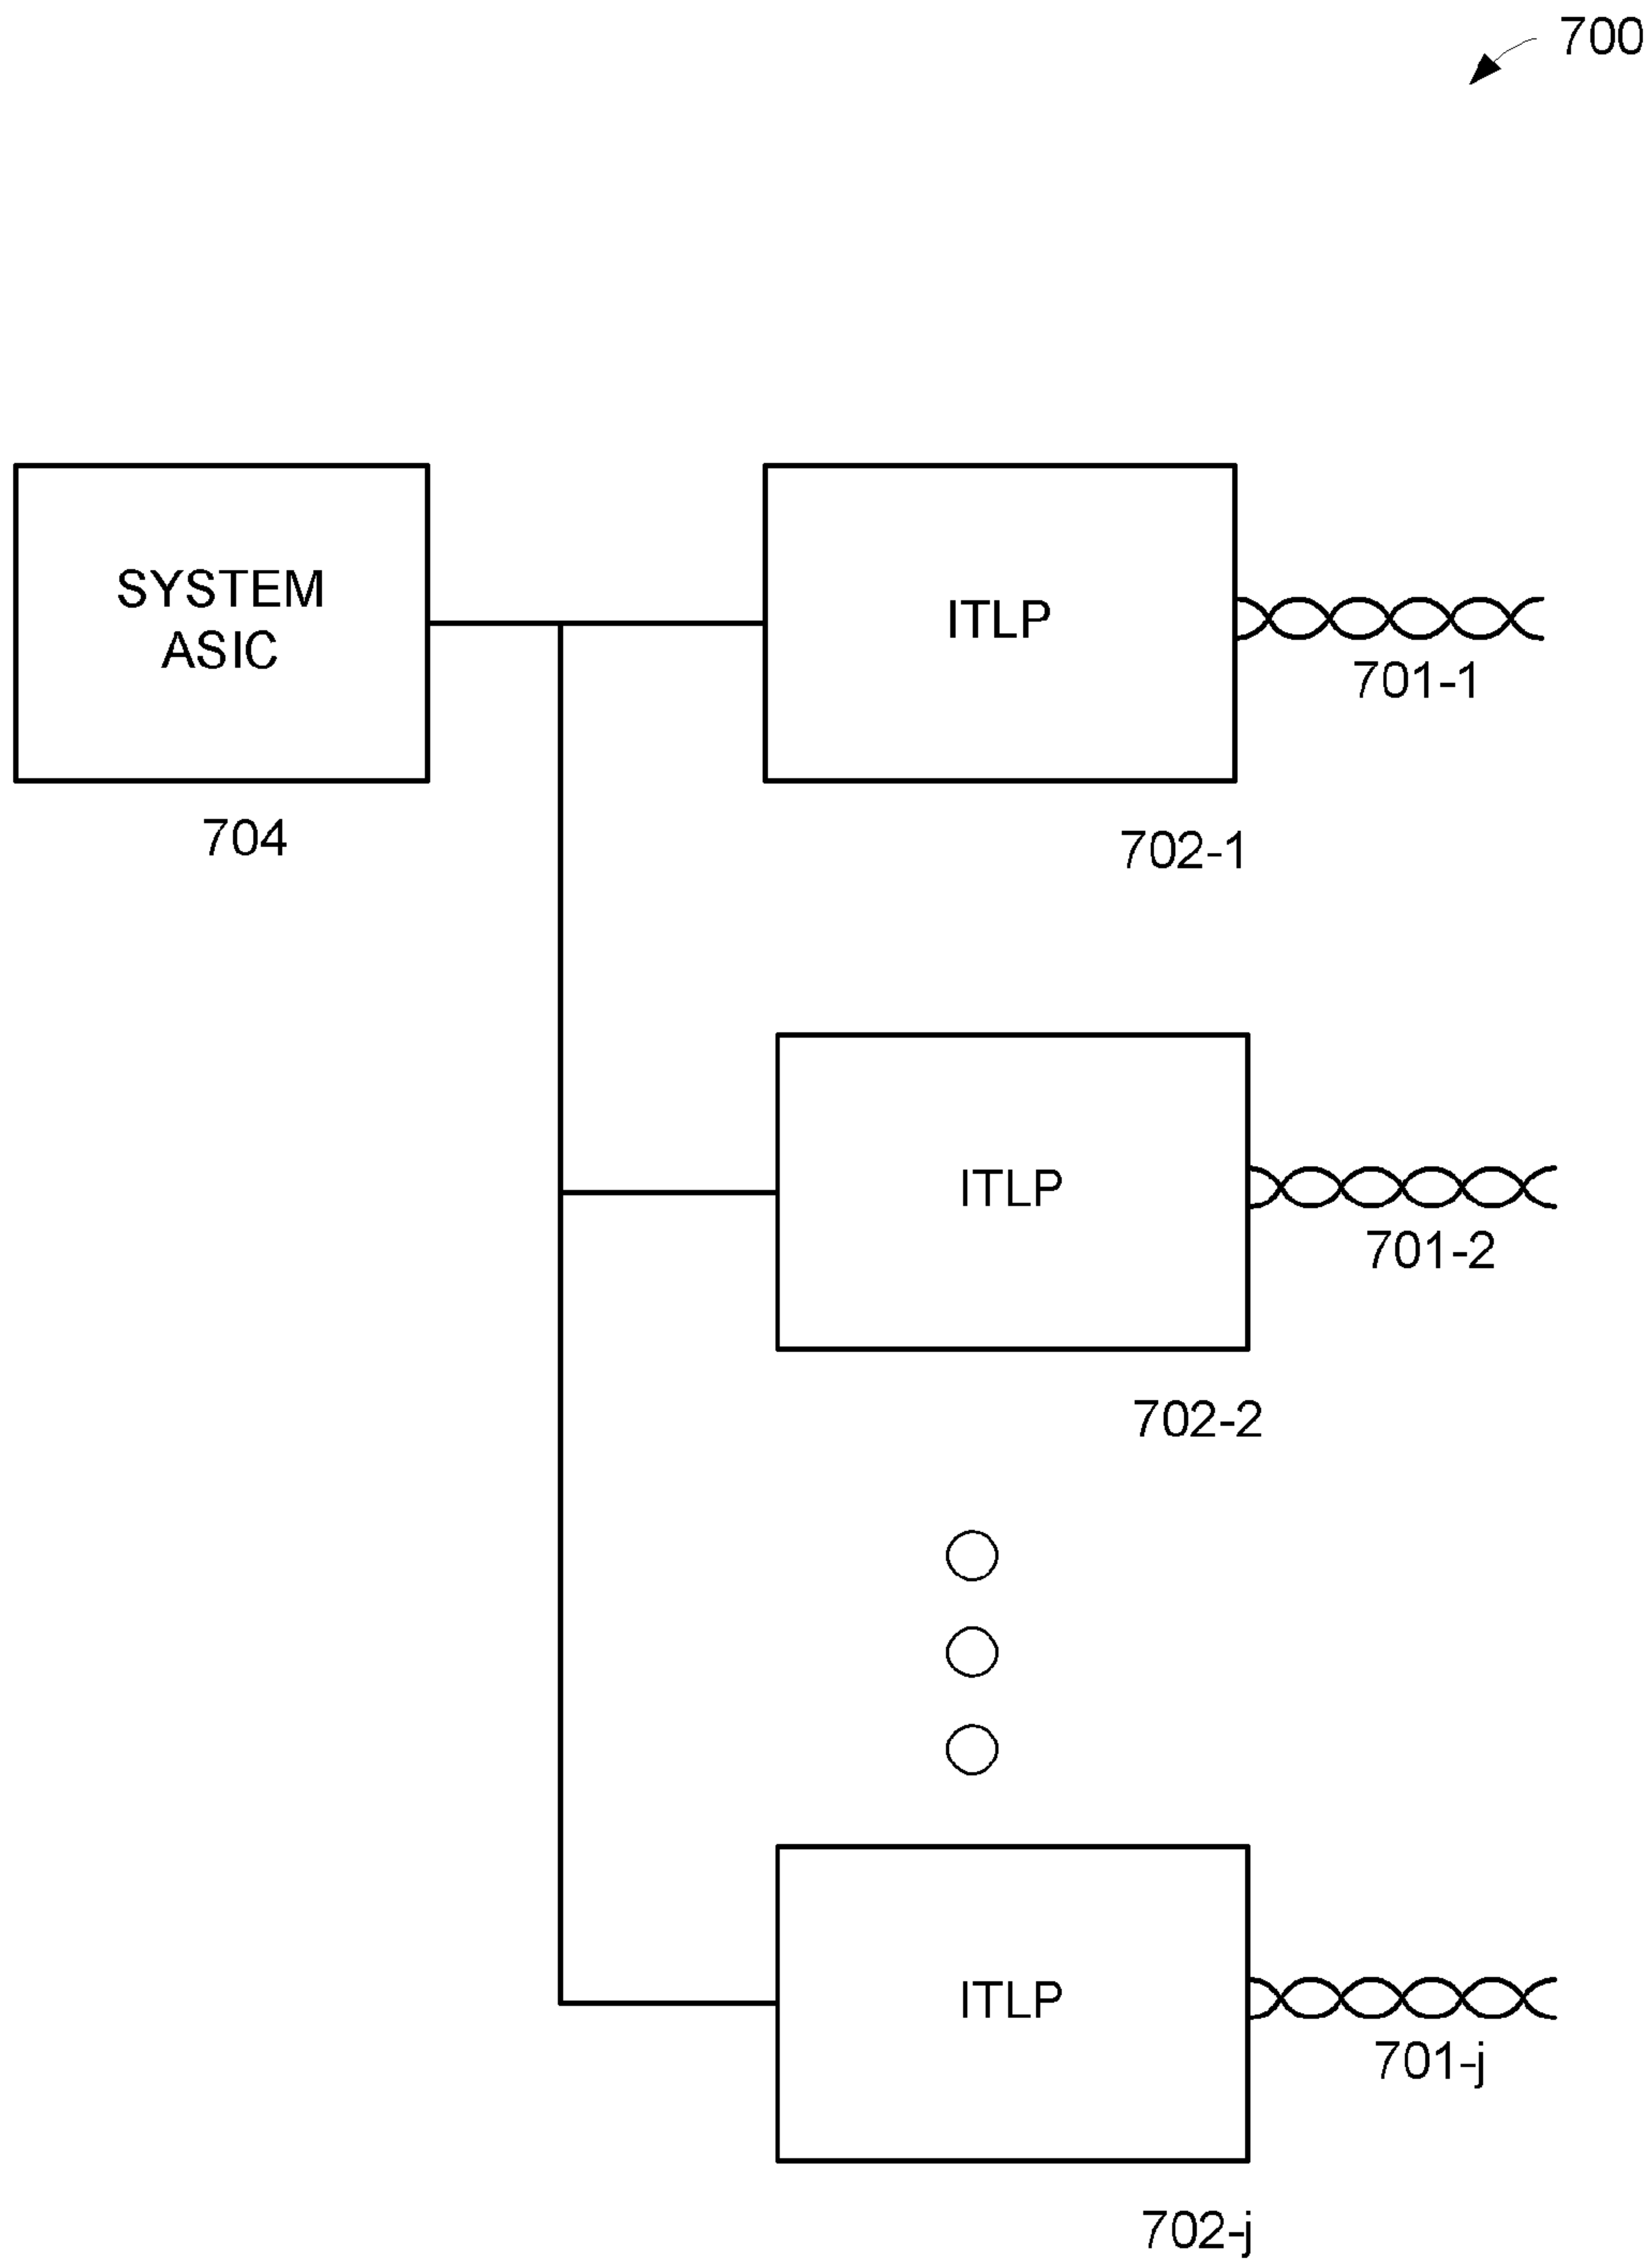 700
SYSTEM
ASIC
704
ITLP
701-1
702-1
ITLP
701-2
702-2
ITLP
701-j
702-j